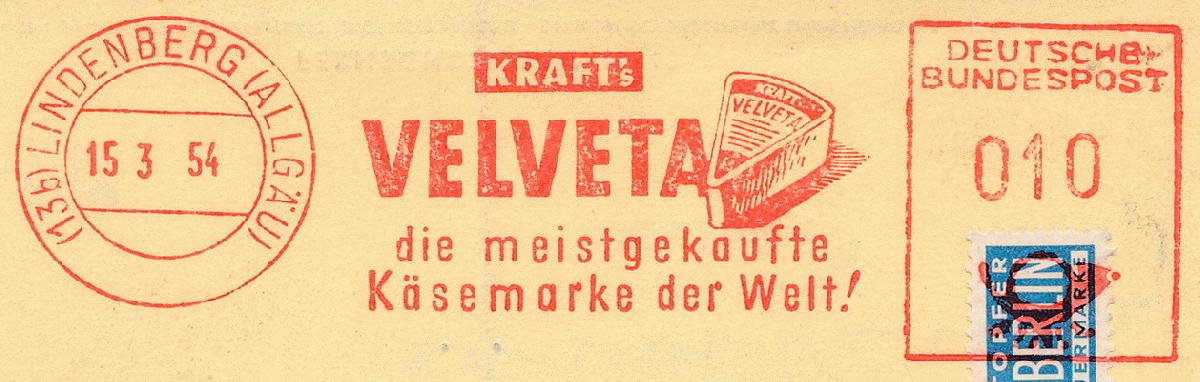 (13b) LINDENBERG (ALLGÄU)
15 3 54
KRAFT's
VELVETA
KRAFT
VELVETA
die meistgekaufte
Käsemarke der Welt!
DEUTSCHE
BUNDESPOST
010
BERLIN